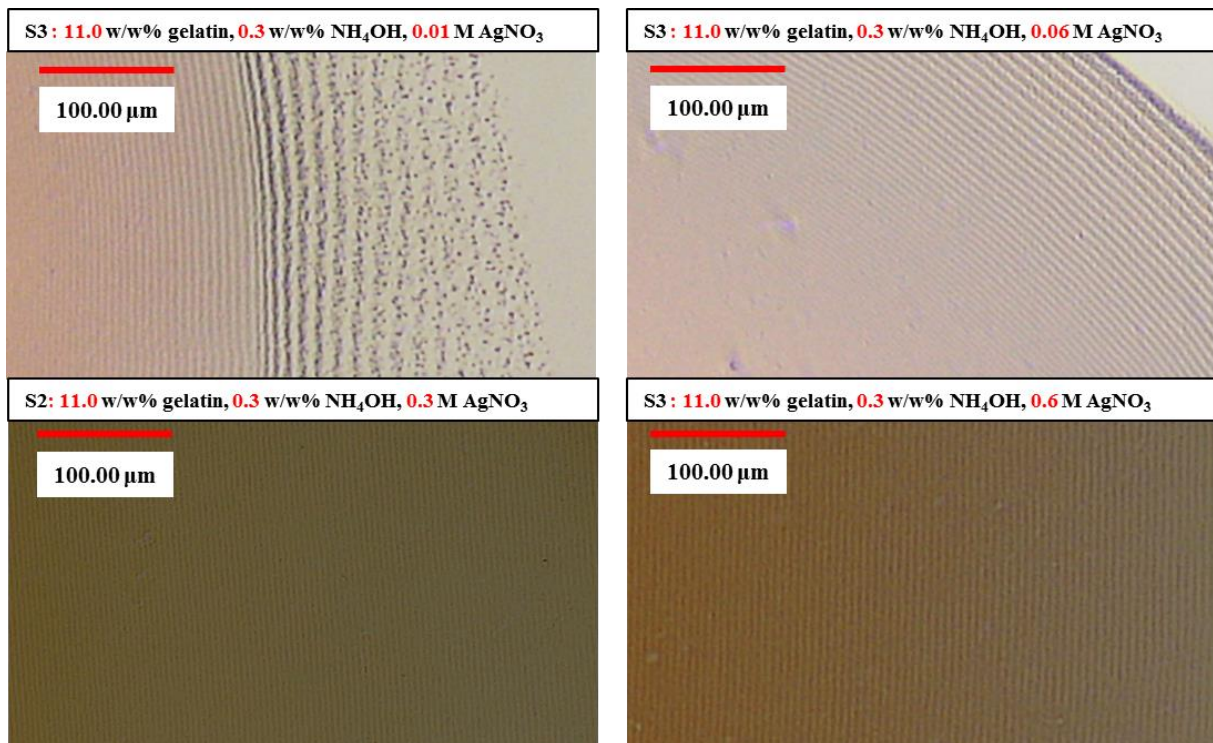 S3: 11.0 w/w% gelatin, 0.3 w/w% NH₄OH, 0.01 M AgNO₃
100.00 µm
S3: 11.0 w/w% gelatin, 0.3 w/w% NH₄OH, 0.06 M AgNO₃
100.00 µm
S2: 11.0 w/w% gelatin, 0.3 w/w% NH₄OH, 0.3 M AgNO₃
100.00 µm
S3: 11.0 w/w% gelatin, 0.3 w/w% NH₄OH, 0.6 M AgNO₃
100.00 µm